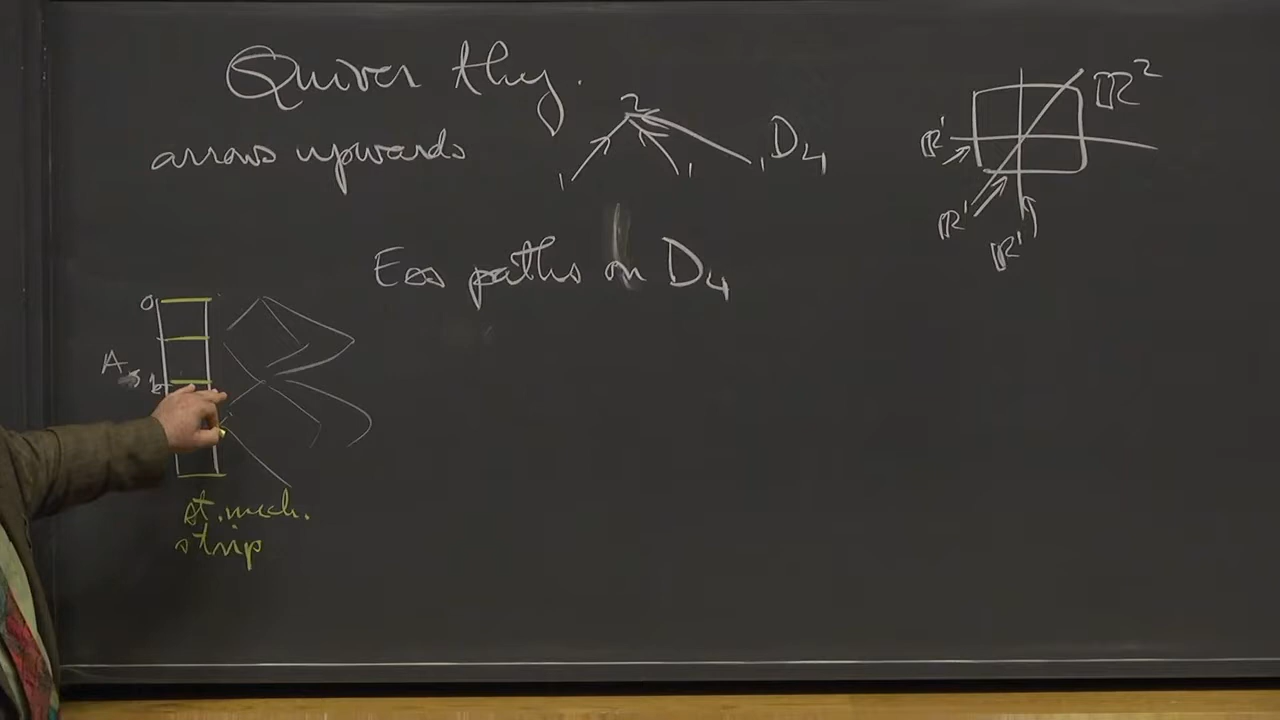 Quiver thy.
arrows upwards
2
1
1
1
D4
R²
R¹
R¹
R¹
Ess paths on D4
0
A
st. mech.
strip